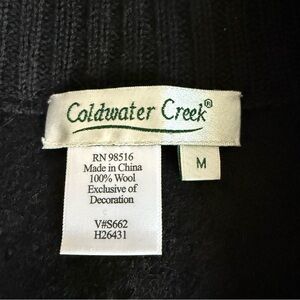 Coldwater Creek®
RN 98516
Made in China
100% Wool
Exclusive of
Decoration
V#S662
H26431
M